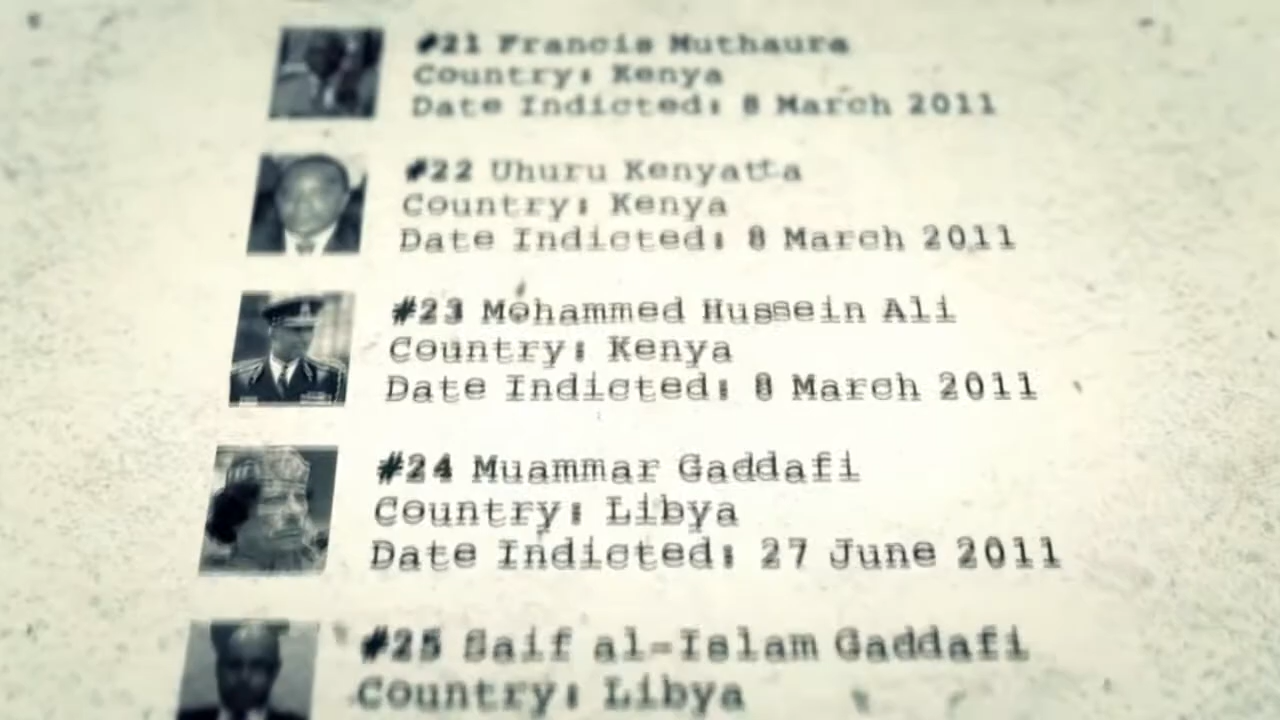 #21 Francis Muthaura
Country: Kenya
Date Indicted: 8 March 2011
#22 Uhuru Kenyatta
Country: Kenya
Date Indicted: 8 March 2011
#23 Mohammed Hussein Ali
Country: Kenya
Date Indicted: 8 March 2011
#24 Muammar Gaddafi
Country: Libya
Date Indicted: 27 June 2011
#25 Saif al-Islam Gaddafi
Country: Libya